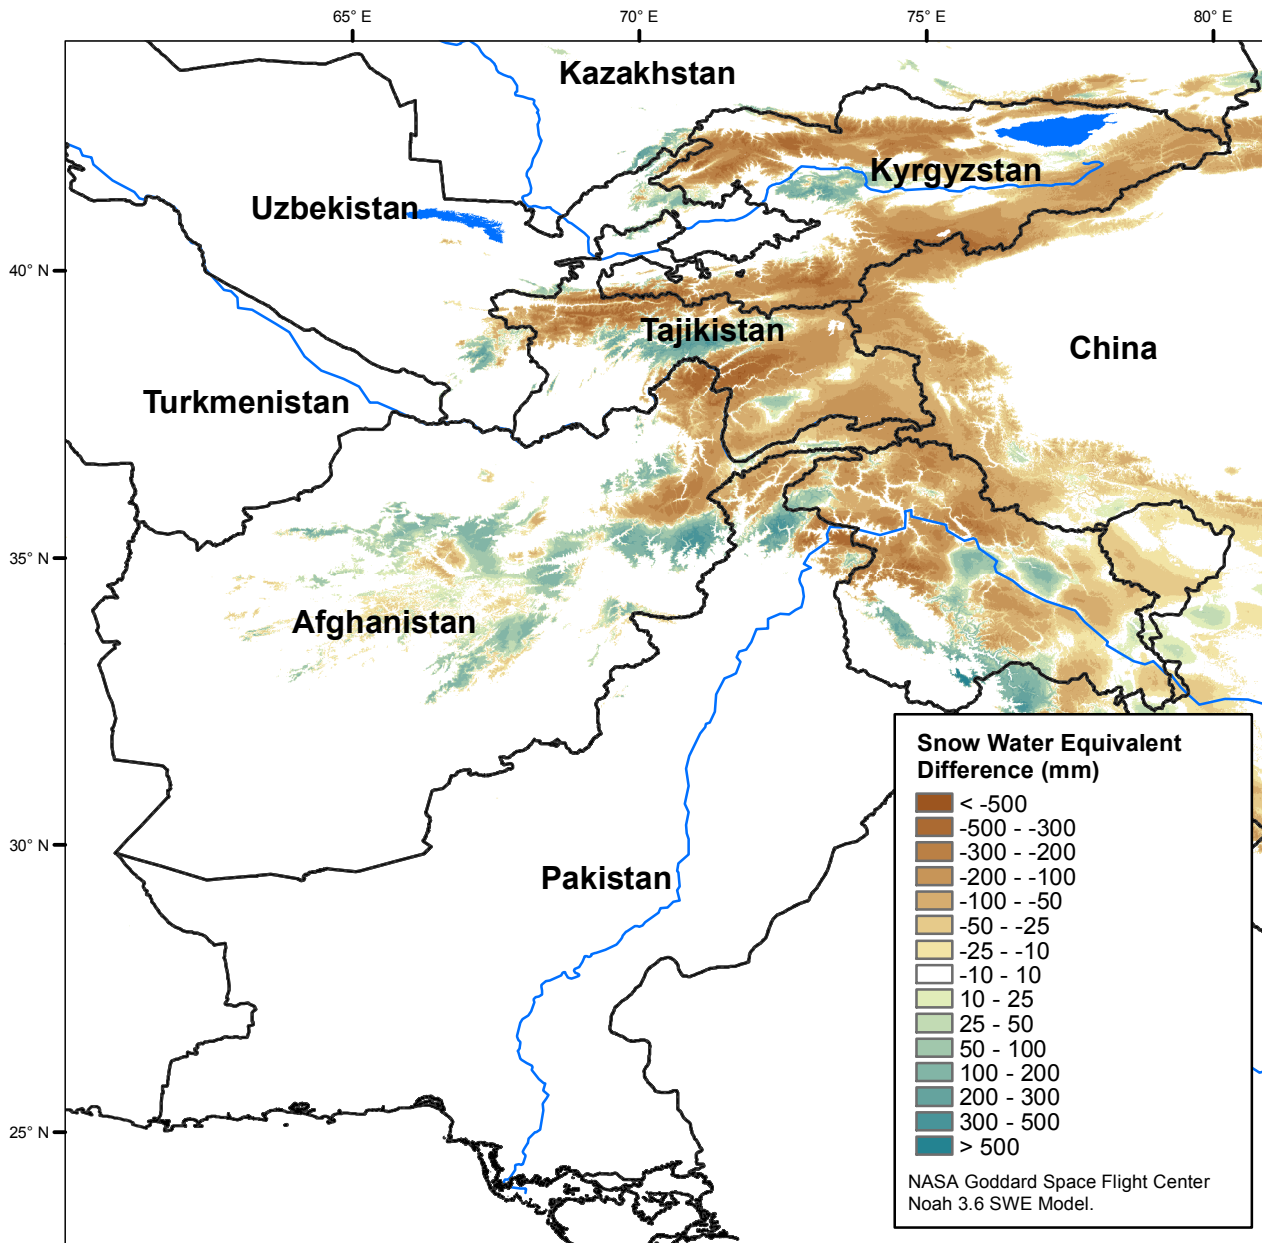 65° E
70° E
75° E
80° E
Kazakhstan
Kyrgyzstan
Uzbekistan
40° N
Tajikistan
China
Turkmenistan
35° N
Afghanistan
30° N
Pakistan
25° N
Snow Water Equivalent
Difference (mm)
< -500
-500 - -300
-300 - -200
-200 - -100
-100 - -50
-50 - -25
-25 - -10
-10 - 10
10 - 25
25 - 50
50 - 100
100 - 200
200 - 300
300 - 500
> 500
NASA Goddard Space Flight Center
Noah 3.6 SWE Model.